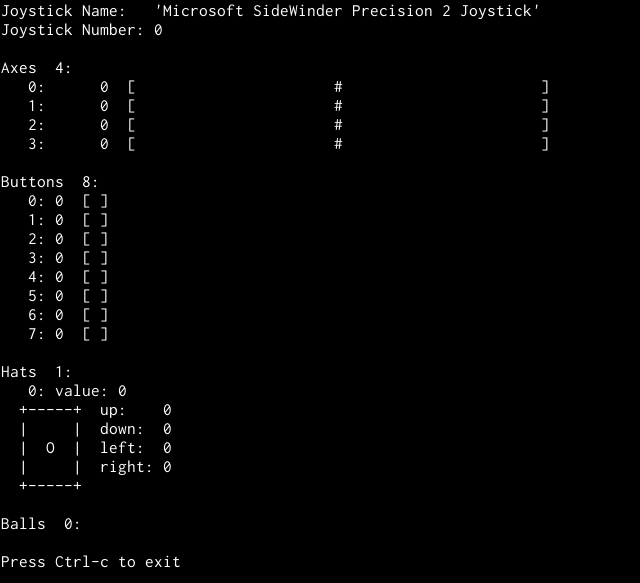 Joystick Name:   'Microsoft SideWinder Precision 2 Joystick'
Joystick Number: 0

Axes  4:
   0:      0  [                      #                      ]
   1:      0  [                      #                      ]
   2:      0  [                      #                      ]
   3:      0  [                      #                      ]

Buttons  8:
   0: 0  [ ]
   1: 0  [ ]
   2: 0  [ ]
   3: 0  [ ]
   4: 0  [ ]
   5: 0  [ ]
   6: 0  [ ]
   7: 0  [ ]

Hats  1:
   0: value: 0
  +-----+  up:    0
  |     |  down:  0
  |  O  |  left:  0
  |     |  right: 0
  +-----+

Balls  0:

Press Ctrl-c to exit